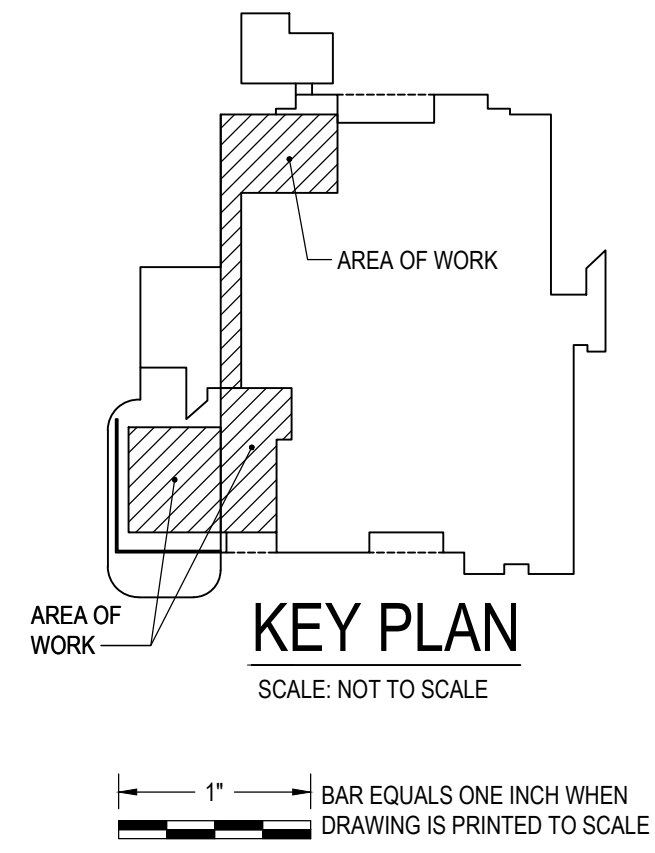 AREA OF WORK
AREA OF
WORK
KEY PLAN
SCALE: NOT TO SCALE
1"
BAR EQUALS ONE INCH WHEN
DRAWING IS PRINTED TO SCALE